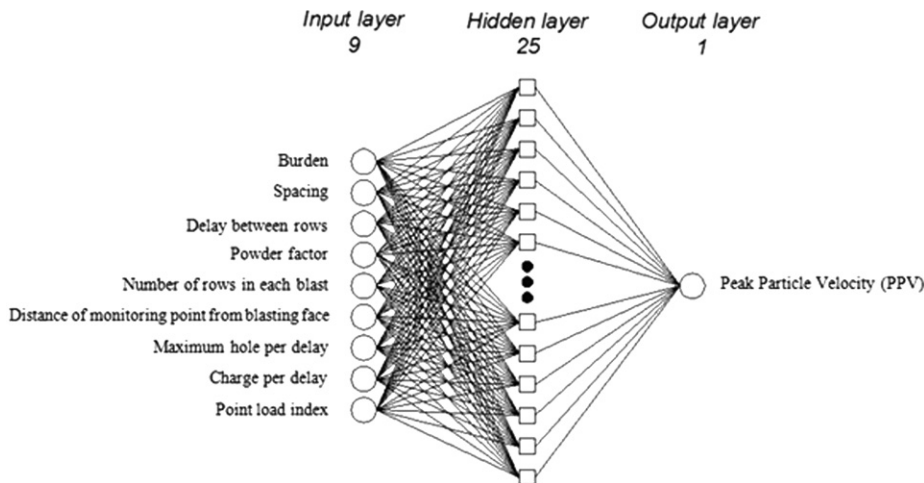 Input layer
9
Hidden layer
25
Output layer
1
Burden
Spacing
Delay between rows
Powder factor
Number of rows in each blast
Distance of monitoring point from blasting face
Maximum hole per delay
Charge per delay
Point load index
Peak Particle Velocity (PPV)